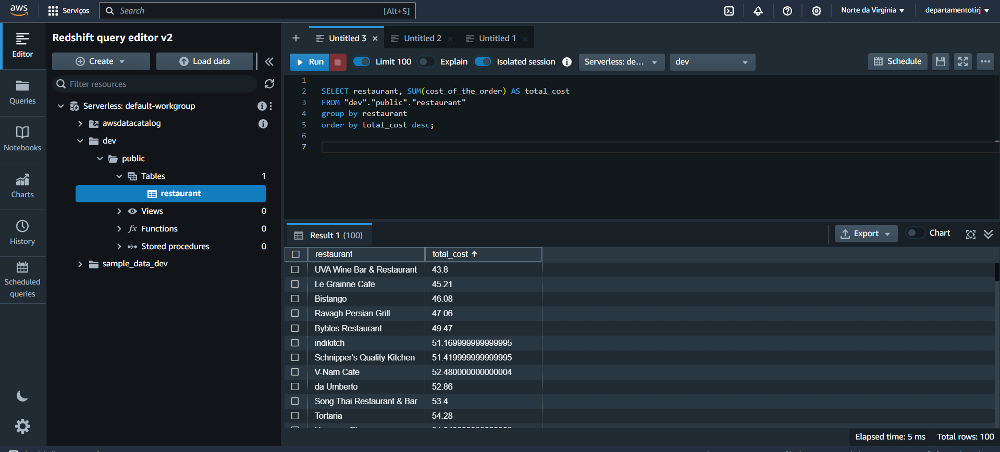 aws
Serviços
Search
[Alt+S]
Norte da Virgínia
departamentotirj
Editor
Queries
Notebooks
Charts
History
Scheduled
queries
Redshift query editor v2
Create
Load data
Filter resources
Serverless: default-workgroup
awsdatacatalog
dev
public
Tables 1
restaurant
Views 0
fx Functions 0
Stored procedures 0
sample_data_dev
Untitled 3
Untitled 2
Untitled 1
Run
Limit 100
Explain
Isolated session
Serverless: de...
dev
Schedule
1
2 SELECT restaurant, SUM(cost_of_the_order) AS total_cost
3 FROM "dev"."public"."restaurant"
4 group by restaurant
5 order by total_cost desc;
6
7
Result 1 (100)
Export
Chart
restaurant total_cost
UVA Wine Bar & Restaurant 43.8
Le Grainne Cafe 45.21
Bistango 46.08
Ravagh Persian Grill 47.06
Byblos Restaurant 49.47
indikitch 51.169999999999995
Schnipper's Quality Kitchen 51.419999999999995
V-Nam Cafe 52.480000000000004
da Umberto 52.86
Song Thai Restaurant & Bar 53.4
Tortaria 54.28
Elapsed time: 5 ms Total rows: 100